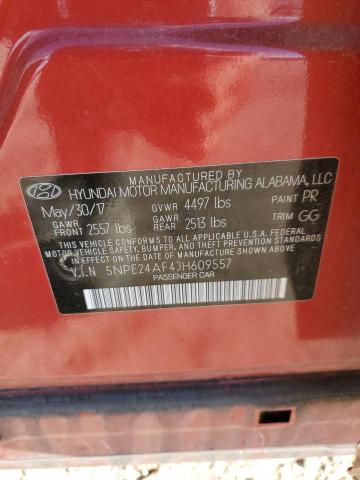 MANUFACTURED BY
HYUNDAI MOTOR MANUFACTURING ALABAMA, LLC
May/30/17 GVWR 4497 lbs PAINT PR
GAWR FRONT 2557 lbs GAWR REAR 2513 lbs TRIM GG
THIS VEHICLE CONFORMS TO ALL APPLICABLE U.S.A. FEDERAL
MOTOR VEHICLE SAFETY, BUMPER, AND THEFT PREVENTION STANDARDS
IN EFFECT ON THE DATE OF MANUFACTURE SHOWN ABOVE.
V.I.N 5NPE24AF4JH609557
PASSENGER CAR